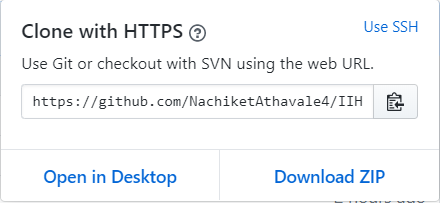 Clone with HTTPS ? Use SSH
Use Git or checkout with SVN using the web URL.
https://github.com/NachiketAthavale4/IIH
Open in Desktop Download ZIP